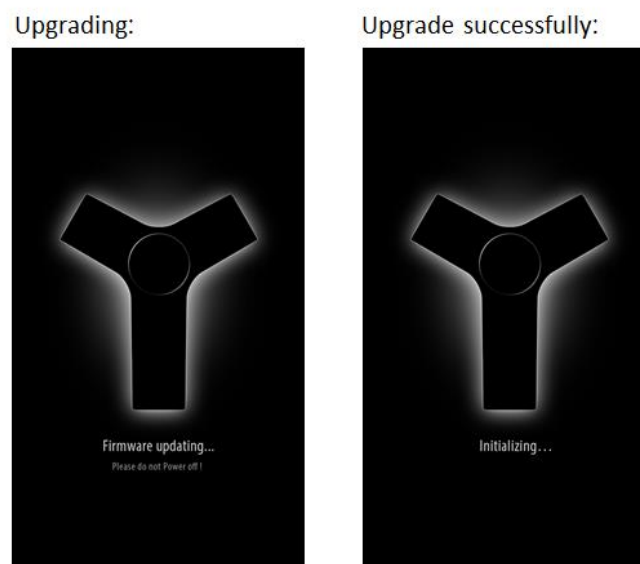 Upgrading:
Upgrade successfully:
Firmware updating...
Please do not Power off !
Initializing...